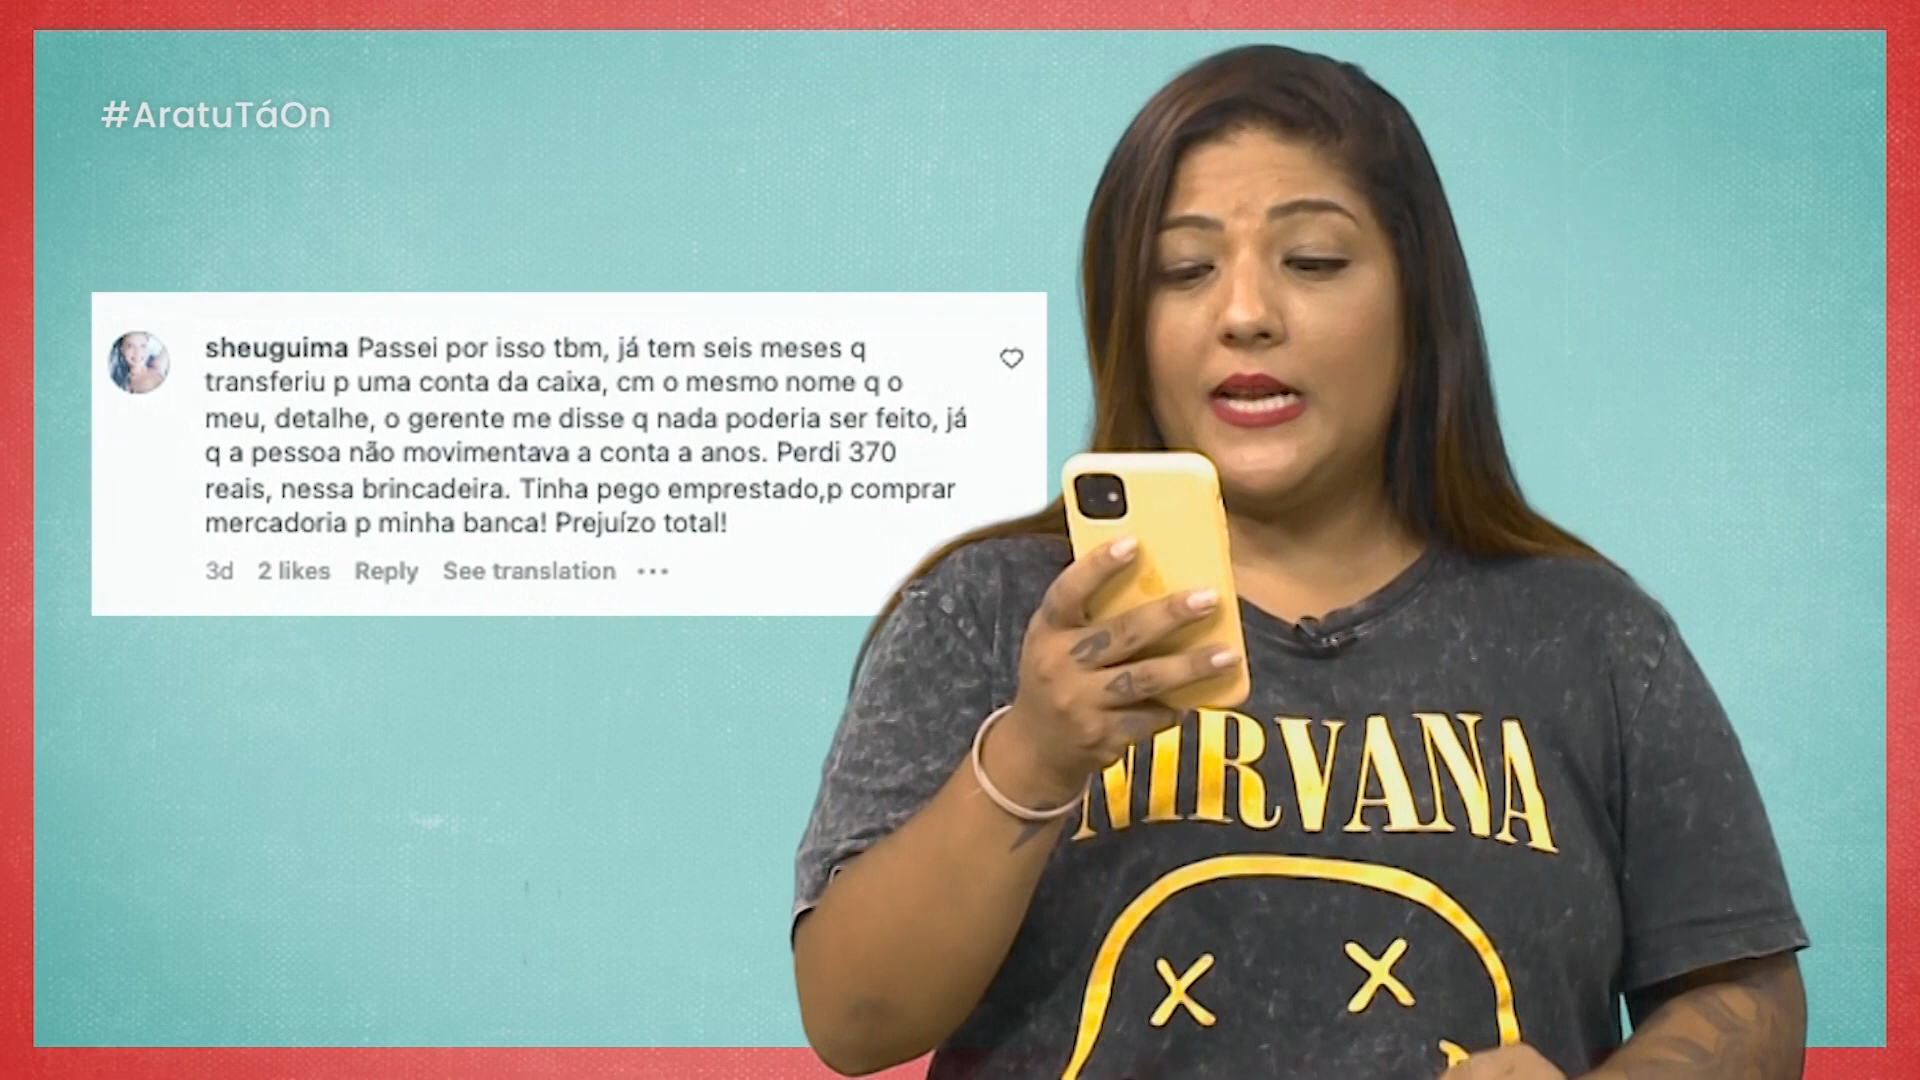 #AratuTáOn
sheuguima Passei por isso tbm, já tem seis meses q
transferiu p uma conta da caixa, cm o mesmo nome q o
meu, detalhe, o gerente me disse q nada poderia ser feito, já
q a pessoa não movimentava a conta a anos. Perdi 370
reais, nessa brincadeira. Tinha pego emprestado,p comprar
mercadoria p minha banca! Prejuízo total!
3d 2 likes Reply See translation •••
NIRVANA